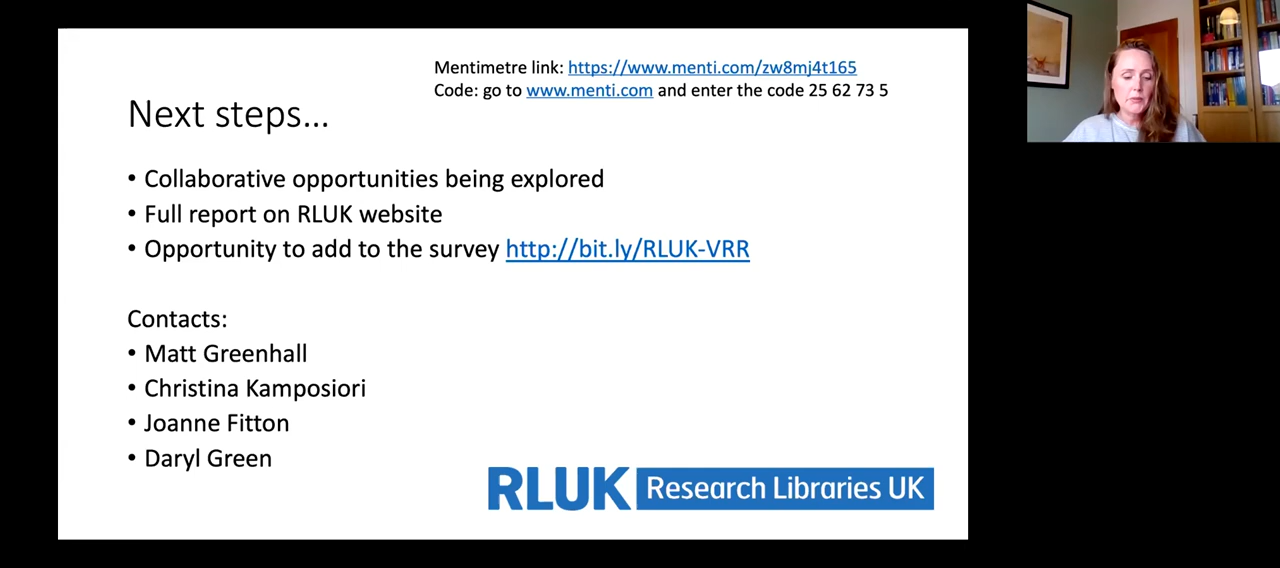 Mentimetre link: https://www.menti.com/zw8mj4t165
Code: go to www.menti.com and enter the code 25 62 73 5
Next steps...
• Collaborative opportunities being explored
• Full report on RLUK website
• Opportunity to add to the survey http://bit.ly/RLUK-VRR
Contacts:
• Matt Greenhall
• Christina Kamposiori
• Joanne Fitton
• Daryl Green
RLUK Research Libraries UK